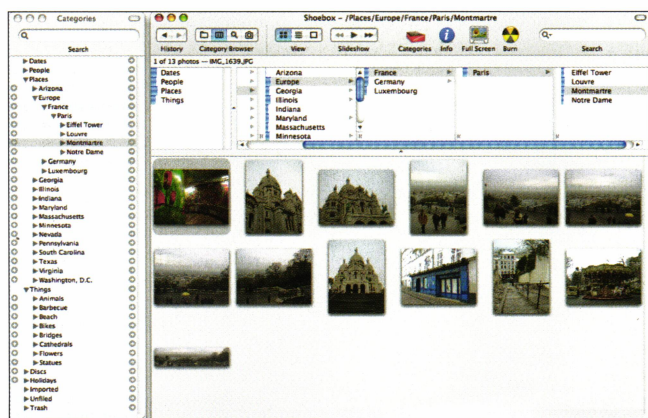 Categories
Search
Dates
People
Places
Arizona
Europe
France
Paris
Eiffel Tower
Louvre
Montmartre
Notre Dame
Germany
Luxembourg
Georgia
Illinois
Indiana
Maryland
Massachusetts
Minnesota
Nevada
Pennsylvania
South Carolina
Texas
Virginia
Washington, D.C.
Things
Animals
Barbecue
Beach
Bikes
Bridges
Cathedrals
Flowers
Statues
Discs
Holidays
Imported
Unfiled
Trash
Shoebox – /Places/Europe/France/Paris/Montmartre
History Category Browser View Slideshow Categories Info Full Screen Burn Search
1 of 13 photos — IMG_1639.JPG
Dates Arizona France Paris Eiffel Tower
People Europe Germany Louvre
Places Georgia Luxembourg Montmartre
Things Illinois Notre Dame
Indiana
Maryland
Massachusetts
Minnesota